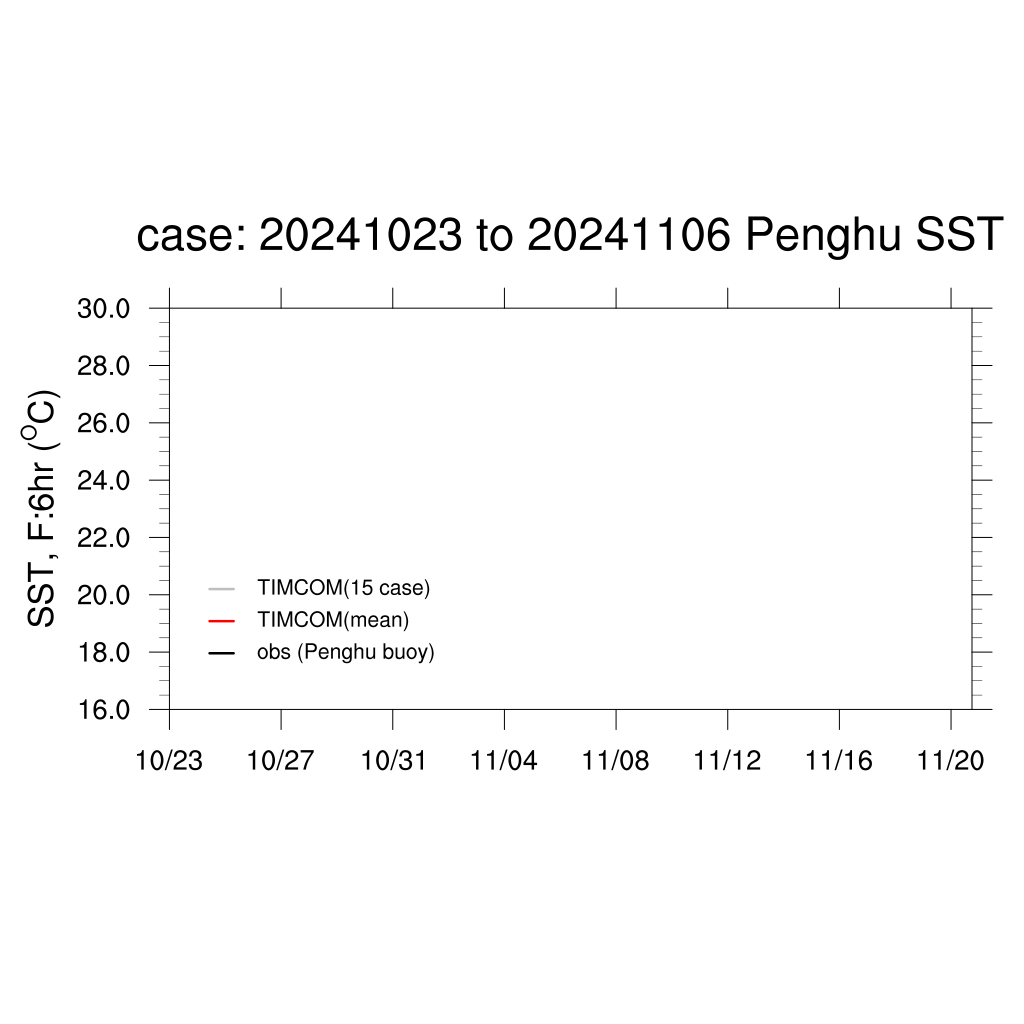 case: 20241023 to 20241106 Penghu SST
30.0
28.0
26.0
24.0
22.0
20.0
18.0
16.0
SST, F:6hr (°C)
TIMCOM(15 case)
TIMCOM(mean)
obs (Penghu buoy)
10/23 10/27 10/31 11/04 11/08 11/12 11/16 11/20